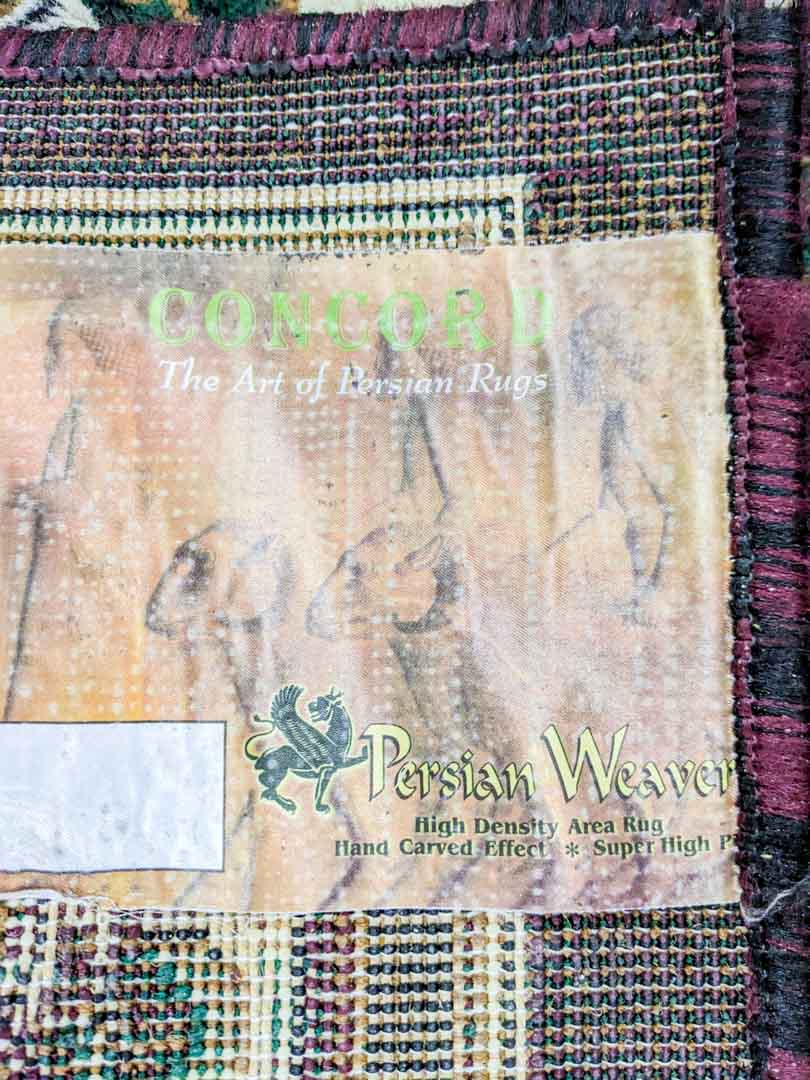 CONCORD
The Art of Persian Rugs
Persian Weaver
High Density Area Rug
Hand Carved Effect * Super High P